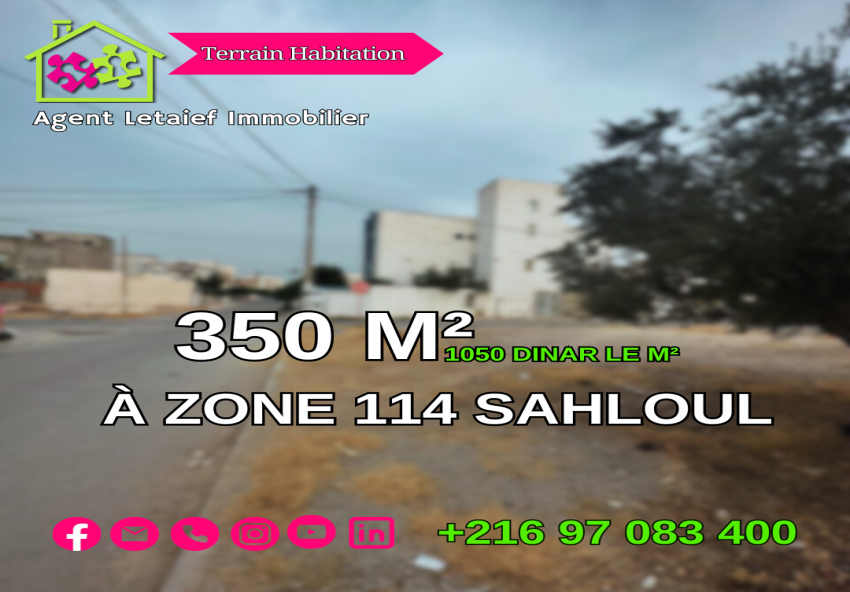 Terrain Habitation
Agent Letaief Immobilier
350 M²
1050 DINAR LE M²
À ZONE 114 SAHLOUL
+216 97 083 400